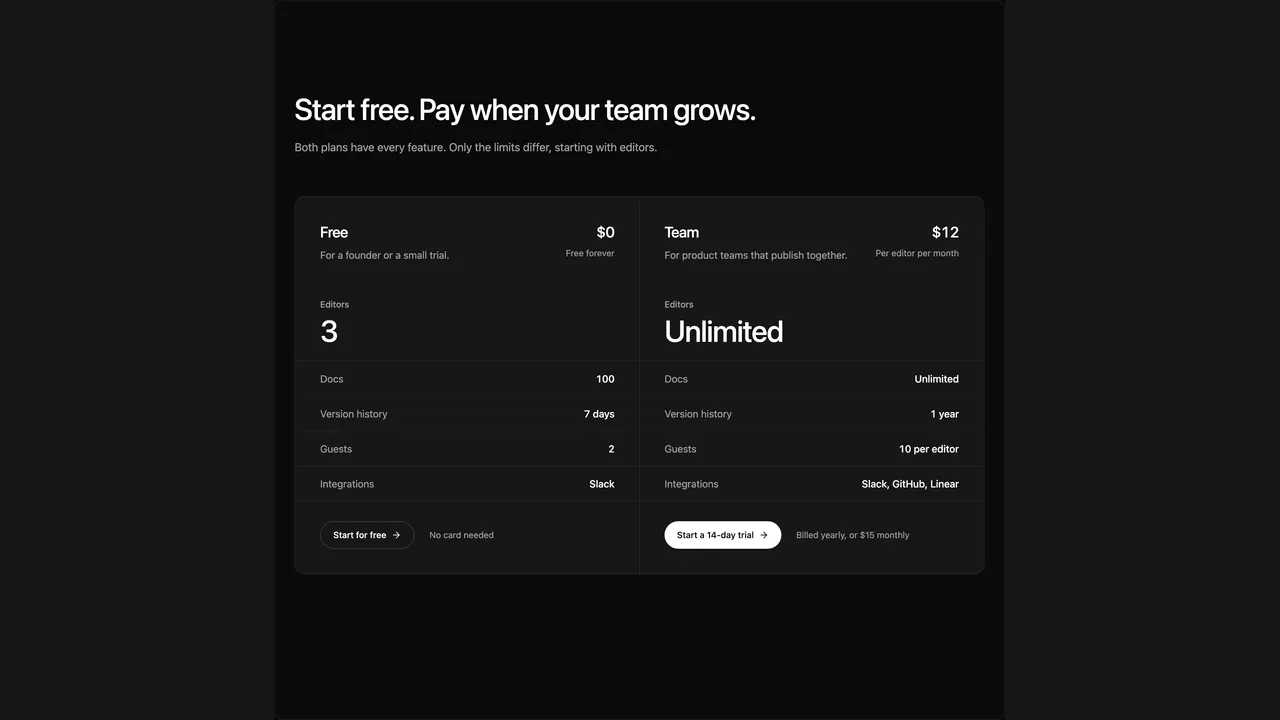 Start free. Pay when your team grows.
Both plans have every feature. Only the limits differ, starting with editors.
Free
$0
For a founder or a small trial.
Free forever
Editors
3
Docs
100
Version history
7 days
Guests
2
Integrations
Slack
Start for free →
No card needed
Team
$12
For product teams that publish together.
Per editor per month
Editors
Unlimited
Docs
Unlimited
Version history
1 year
Guests
10 per editor
Integrations
Slack, GitHub, Linear
Start a 14-day trial →
Billed yearly, or $15 monthly